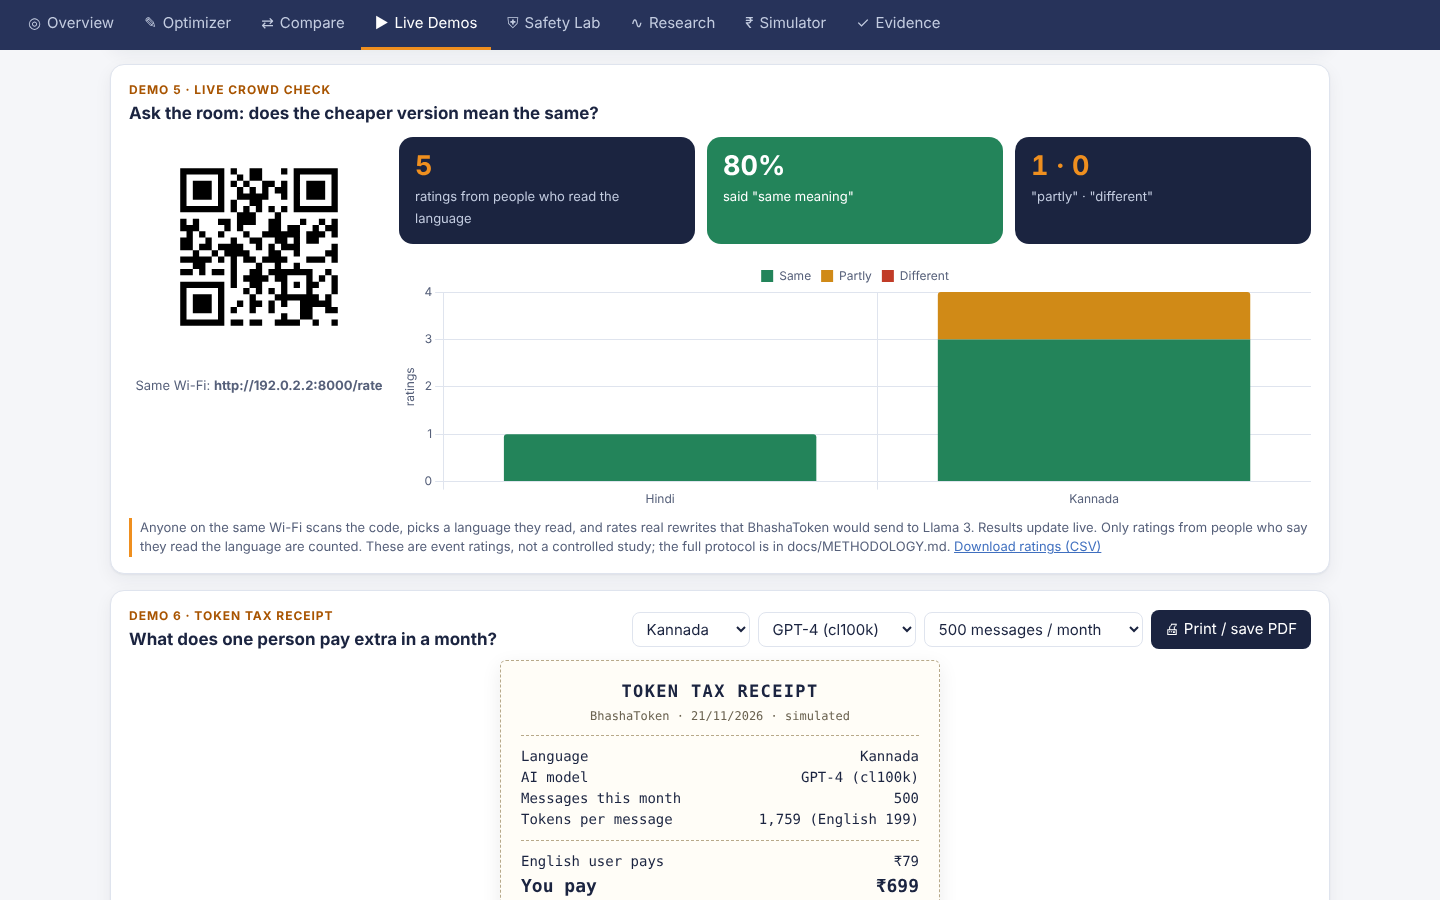 ◎ Overview
✎ Optimizer
⇄ Compare
▶ Live Demos
⛨ Safety Lab
∿ Research
₹ Simulator
✓ Evidence
DEMO 5 · LIVE CROWD CHECK
Ask the room: does the cheaper version mean the same?
Same Wi-Fi: http://192.0.2.2:8000/rate
5
ratings from people who read the
language
80%
said "same meaning"
1 · 0
"partly" · "different"
Same Partly Different
ratings
4
3
2
1
0
Hindi
Kannada
Anyone on the same Wi-Fi scans the code, picks a language they read, and rates real rewrites that BhashaToken would send to Llama 3. Results update live. Only ratings from people who say
they read the language are counted. These are event ratings, not a controlled study; the full protocol is in docs/METHODOLOGY.md. Download ratings (CSV)
DEMO 6 · TOKEN TAX RECEIPT
What does one person pay extra in a month?
Kannada
GPT-4 (cl100k)
500 messages / month
🖨 Print / save PDF
TOKEN TAX RECEIPT
BhashaToken · 21/11/2026 · simulated
Language Kannada
AI model GPT-4 (cl100k)
Messages this month 500
Tokens per message 1,759 (English 199)
English user pays ₹79
You pay ₹699